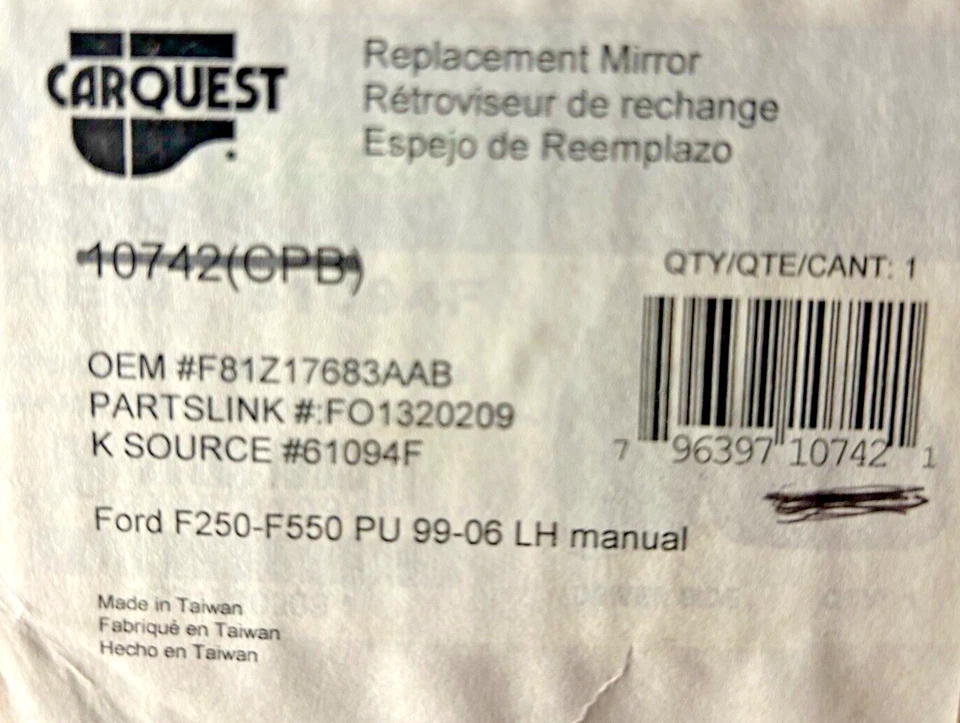 CARQUEST
Replacement Mirror
Rétroviseur de rechange
Espejo de Reemplazo
10742(CPB)
QTY/QTE/CANT: 1
OEM #F81Z17683AAB
PARTSLINK #:FO1320209
K SOURCE #61094F
7 96397 10742 1
Ford F250-F550 PU 99-06 LH manual
Made in Taiwan
Fabriqué en Taiwan
Hecho en Taiwan